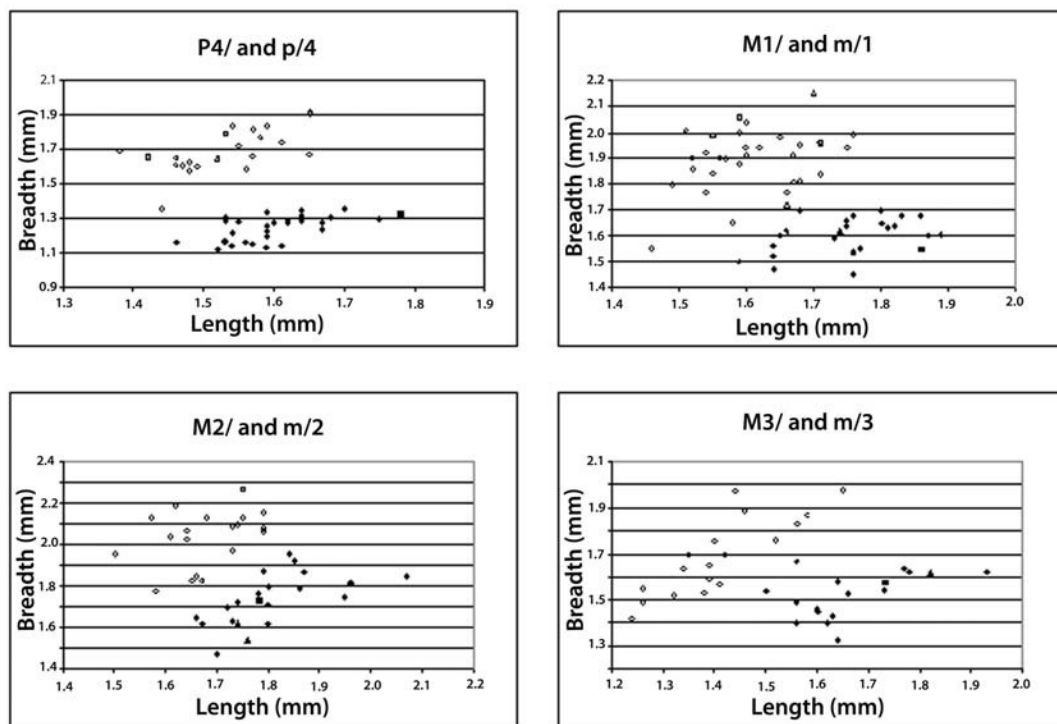 P4/ and p/4
2.1
1.9
1.7
1.5
1.3
1.1
0.9
Breadth (mm)
1.3 1.4 1.5 1.6 1.7 1.8 1.9
Length (mm)
M1/ and m/1
2.2
2.1
2.0
1.9
1.8
1.7
1.6
1.5
1.4
Breadth (mm)
1.4 1.5 1.6 1.7 1.8 1.9 2.0
Length (mm)
M2/ and m/2
2.4
2.2
2.0
1.8
1.6
1.4
Breadth (mm)
1.4 1.5 1.6 1.7 1.8 1.9 2.0 2.1 2.2
Length (mm)
M3/ and m/3
2.1
1.9
1.7
1.5
1.3
Breadth (mm)
1.2 1.3 1.4 1.5 1.6 1.7 1.8 1.9 2.0
Length (mm)